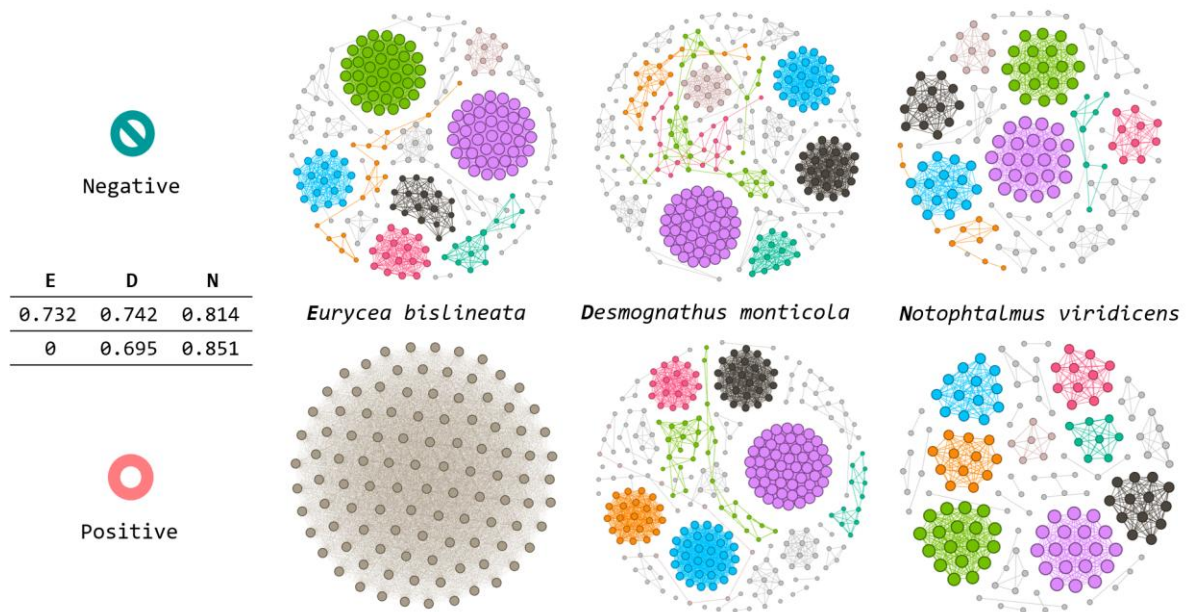 Negative
E D N
0.732 0.742 0.814
0 0.695 0.851
Eurycea bislineata
Desmognathus monticola
Notophtalmus viridicens
Positive